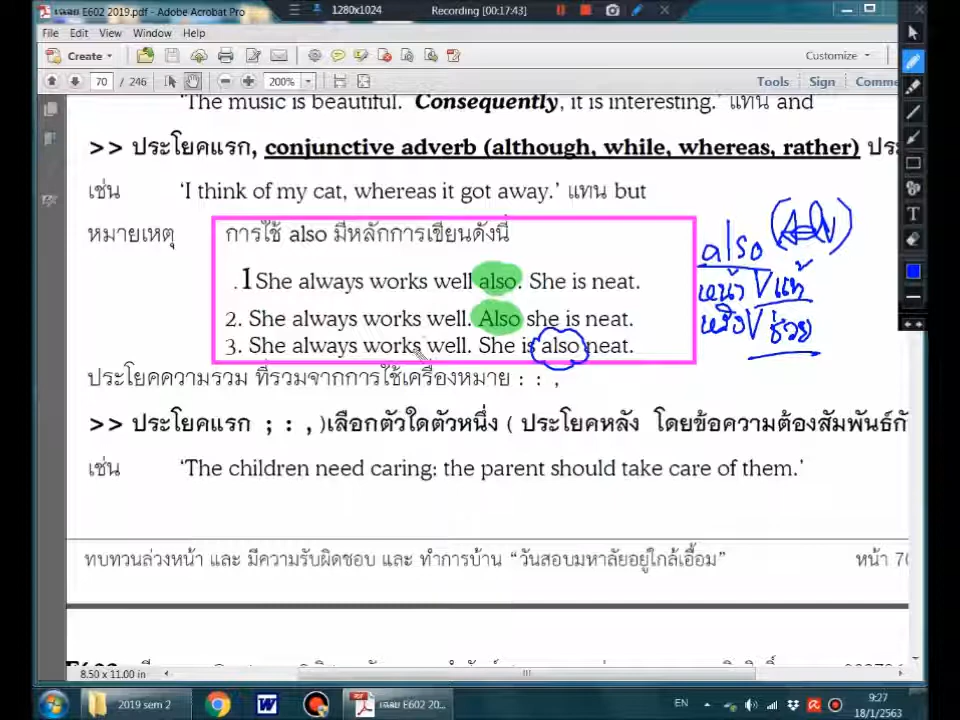 เฉลย E602 2019.pdf - Adobe Acrobat Pro
1280x1024
Recording [00:17:43]
File Edit View Window Help
Create
Customize
70 / 246
200%
Tools Sign Comme
'The music is beautiful. Consequently, it is interesting.' แทน and
>> ประโยคแรก, conjunctive adverb (although, while, whereas, rather) ประ
เช่น 'I think of my cat, whereas it got away.' แทน but
หมายเหตุ การใช้ also มีหลักการเขียนดังนี้
.1 She always works well also. She is neat.
2. She always works well. Also she is neat.
3. She always works well. She is also neat.
also (Adv)
หน้า V แท้
หลัง V ช่วย
ประโยคความรวม ที่รวมจากการใช้เครื่องหมาย : : ,
>> ประโยคแรก ; : , )เลือกตัวใดตัวหนึ่ง ( ประโยคหลัง โดยข้อความต้องสัมพันธ์กั
เช่น 'The children need caring: the parent should take care of them.'
ทบทวนล่วงหน้า และ มีความรับผิดชอบ และ ทำการบ้าน “วันสอบมหาลัยอยู่ใกล้เอื้อม” หน้า 70
8.50 x 11.00 in
2019 sem 2
เฉลย E602 20...
EN
9:27
18/1/2563